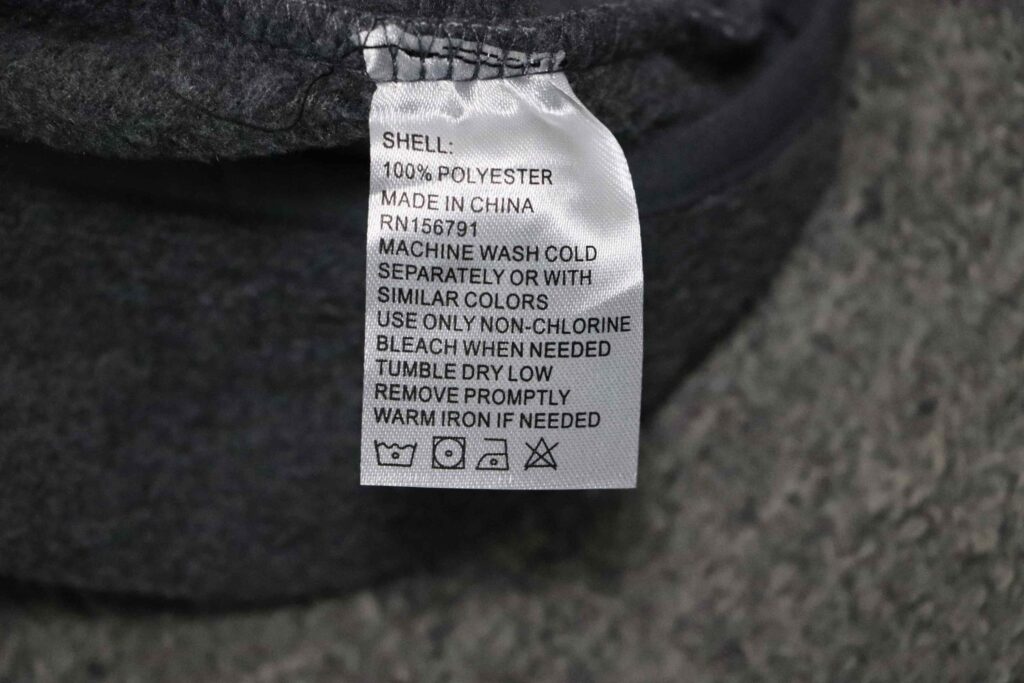 SHELL:
100% POLYESTER
MADE IN CHINA
RN156791
MACHINE WASH COLD
SEPARATELY OR WITH
SIMILAR COLORS
USE ONLY NON-CHLORINE
BLEACH WHEN NEEDED
TUMBLE DRY LOW
REMOVE PROMPTLY
WARM IRON IF NEEDED